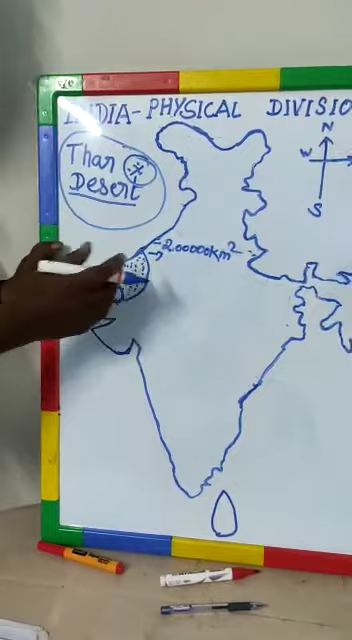 INDIA-PHYSICAL DIVISIO
N
W
S
Thar
Desert
2.00000km²